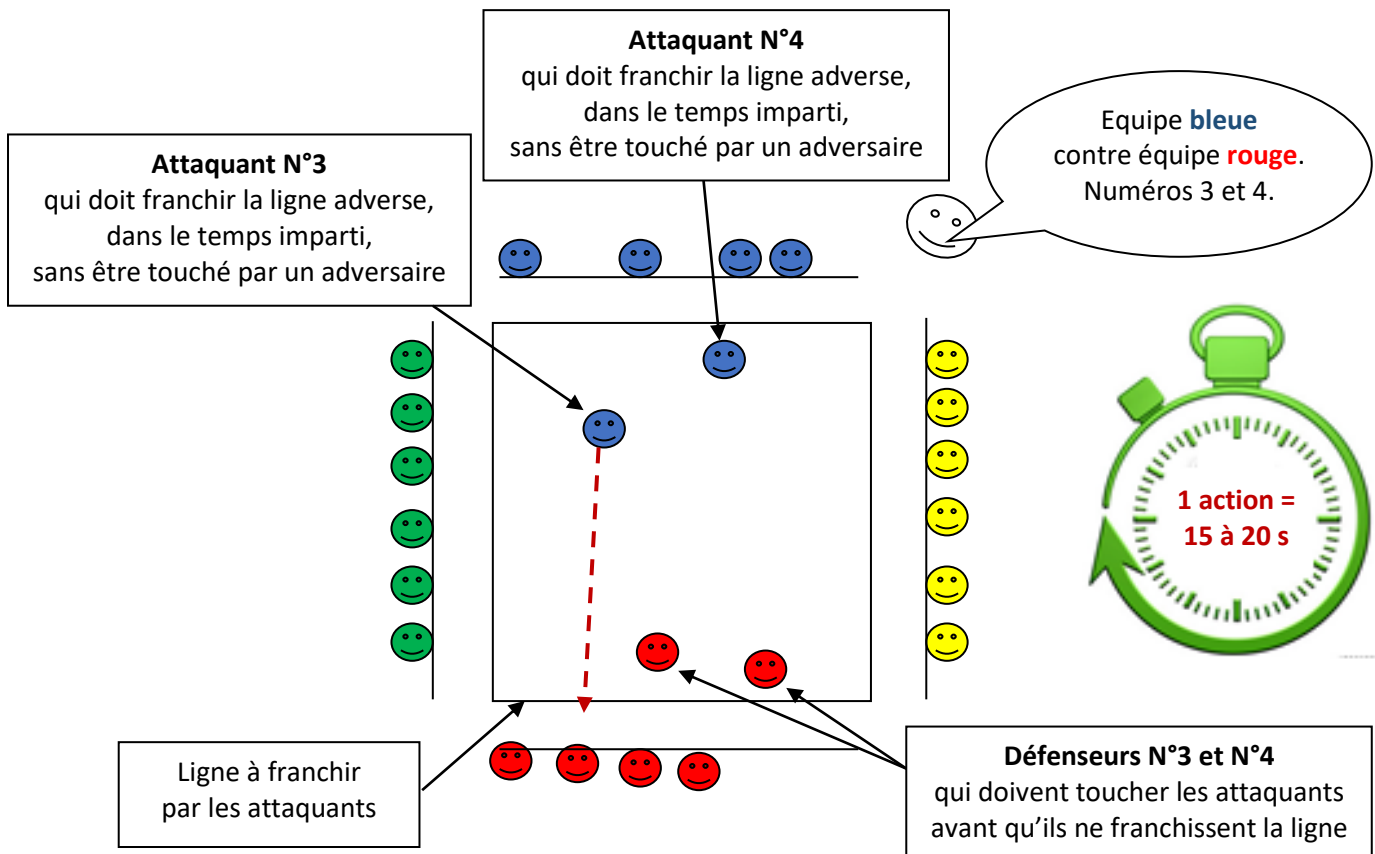 Attaquant N°4
qui doit franchir la ligne adverse,
dans le temps imparti,
sans être touché par un adversaire
Equipe bleue
contre équipe rouge.
Numéros 3 et 4.
Attaquant N°3
qui doit franchir la ligne adverse,
dans le temps imparti,
sans être touché par un adversaire
1 action =
15 à 20 s
Ligne à franchir
par les attaquants
Défenseurs N°3 et N°4
qui doivent toucher les attaquants
avant qu'ils ne franchissent la ligne